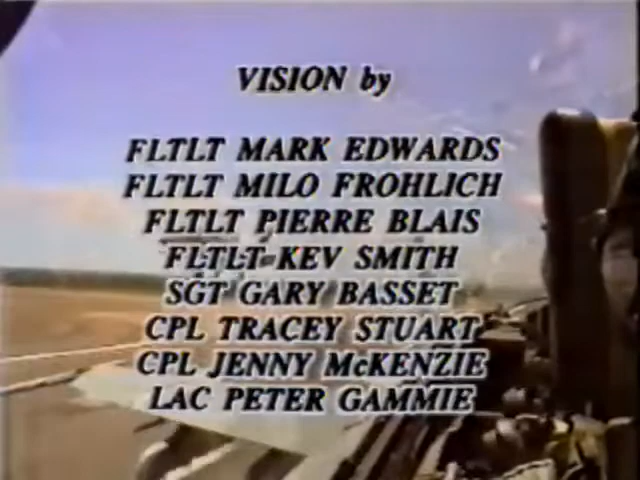 VISION by
FLTLT MARK EDWARDS
FLTLT MILO FROHLICH
FLTLT PIERRE BLAIS
FLTLT KEV SMITH
SGT GARY BASSET
CPL TRACEY STUART
CPL JENNY McKENZIE
LAC PETER GAMMIE